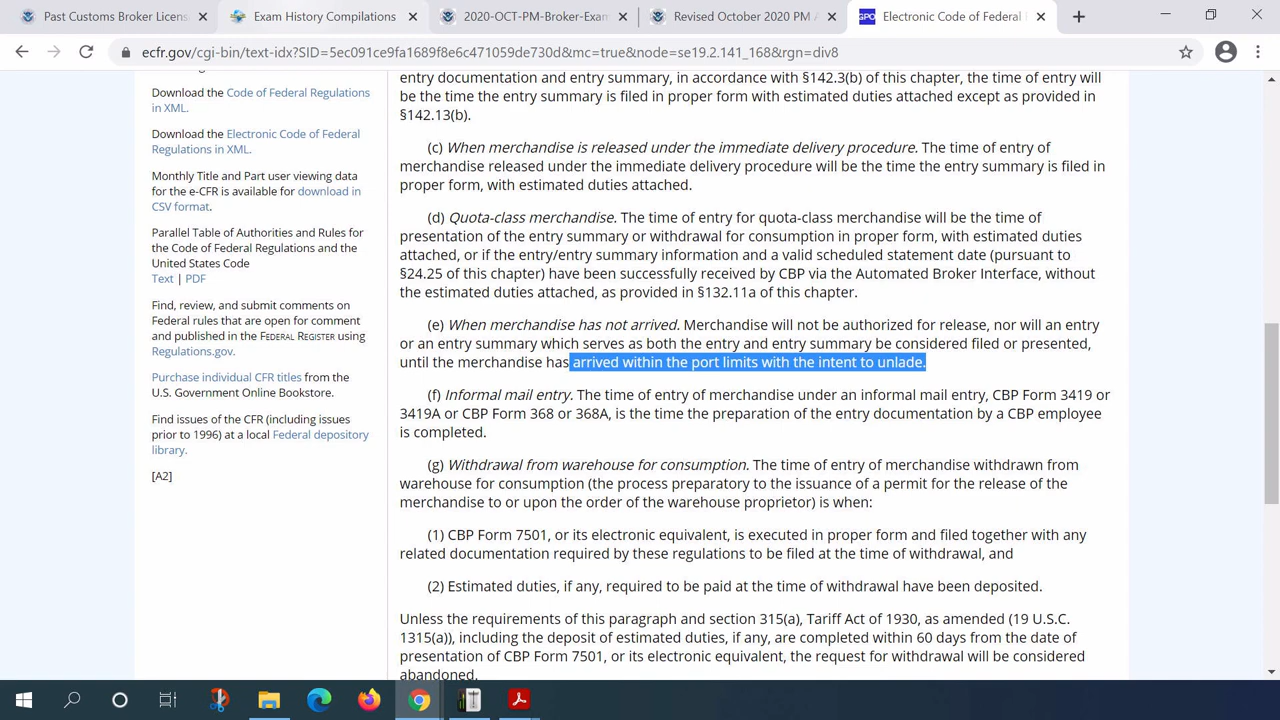 Past Customs Broker Licens
Exam History Compilations
2020-OCT-PM-Broker-Exam
Revised October 2020 PM A
GPO
Electronic Code of Federal R
ecfr.gov/cgi-bin/text-idx?SID=5ec091ce9fa1689f8e6c471059de730d&mc=true&node=se19.2.141_168&rgn=div8
Download the Code of Federal Regulations
in XML.
Download the Electronic Code of Federal
Regulations in XML.
Monthly Title and Part user viewing data
for the e-CFR is available for download in
CSV format.
Parallel Table of Authorities and Rules for
the Code of Federal Regulations and the
United States Code
Text | PDF
Find, review, and submit comments on
Federal rules that are open for comment
and published in the FEDERAL REGISTER using
Regulations.gov.
Purchase individual CFR titles from the
U.S. Government Online Bookstore.
Find issues of the CFR (including issues
prior to 1996) at a local Federal depository
library.
[A2]
entry documentation and entry summary, in accordance with §142.3(b) of this chapter, the time of entry will
be the time the entry summary is filed in proper form with estimated duties attached except as provided in
§142.13(b).
(c) When merchandise is released under the immediate delivery procedure. The time of entry of
merchandise released under the immediate delivery procedure will be the time the entry summary is filed in
proper form, with estimated duties attached.
(d) Quota-class merchandise. The time of entry for quota-class merchandise will be the time of
presentation of the entry summary or withdrawal for consumption in proper form, with estimated duties
attached, or if the entry/entry summary information and a valid scheduled statement date (pursuant to
§24.25 of this chapter) have been successfully received by CBP via the Automated Broker Interface, without
the estimated duties attached, as provided in §132.11a of this chapter.
(e) When merchandise has not arrived. Merchandise will not be authorized for release, nor will an entry
or an entry summary which serves as both the entry and entry summary be considered filed or presented,
until the merchandise has arrived within the port limits with the intent to unlade.
(f) Informal mail entry. The time of entry of merchandise under an informal mail entry, CBP Form 3419 or
3419A or CBP Form 368 or 368A, is the time the preparation of the entry documentation by a CBP employee
is completed.
(g) Withdrawal from warehouse for consumption. The time of entry of merchandise withdrawn from
warehouse for consumption (the process preparatory to the issuance of a permit for the release of the
merchandise to or upon the order of the warehouse proprietor) is when:
(1) CBP Form 7501, or its electronic equivalent, is executed in proper form and filed together with any
related documentation required by these regulations to be filed at the time of withdrawal, and
(2) Estimated duties, if any, required to be paid at the time of withdrawal have been deposited.
Unless the requirements of this paragraph and section 315(a), Tariff Act of 1930, as amended (19 U.S.C.
1315(a)), including the deposit of estimated duties, if any, are completed within 60 days from the date of
presentation of CBP Form 7501, or its electronic equivalent, the request for withdrawal will be considered
abandoned.